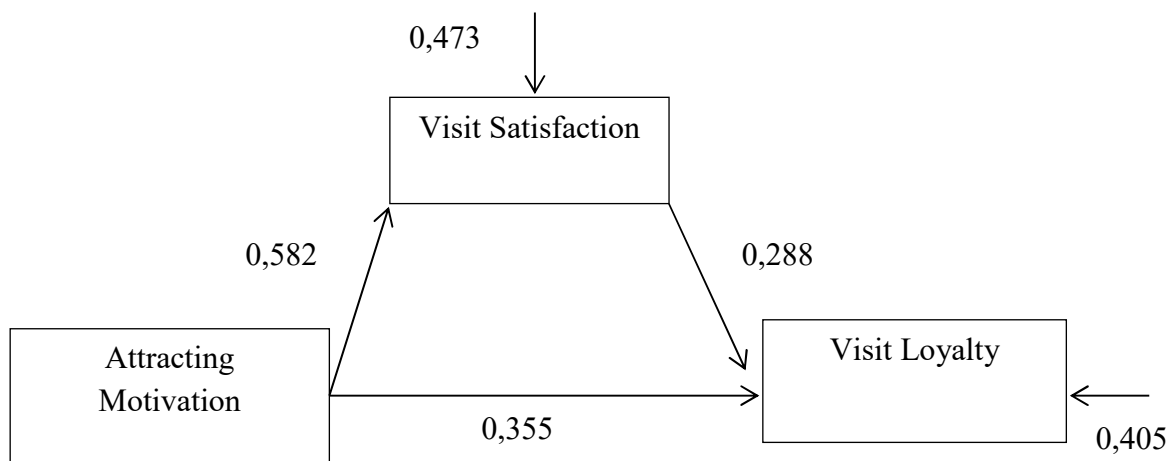 0,473
Visit Satisfaction
0,582
0,288
Attracting
Motivation
Visit Loyalty
0,355
0,405